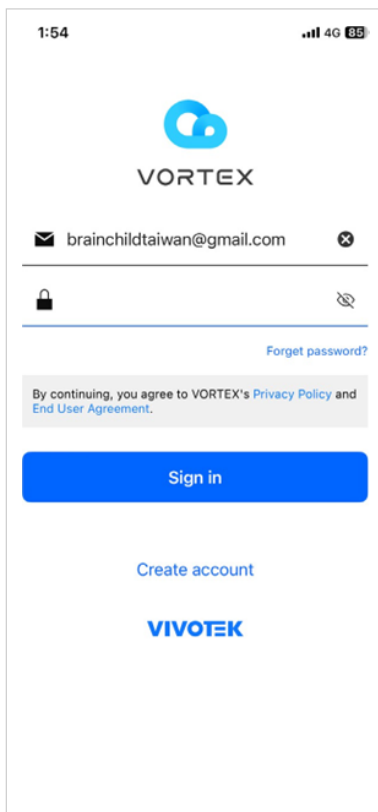 1:54
4G 85
VORTEX
brainchildtaiwan@gmail.com
Forget password?
By continuing, you agree to VORTEX's Privacy Policy and
End User Agreement.
Sign in
Create account
VIVOTEK